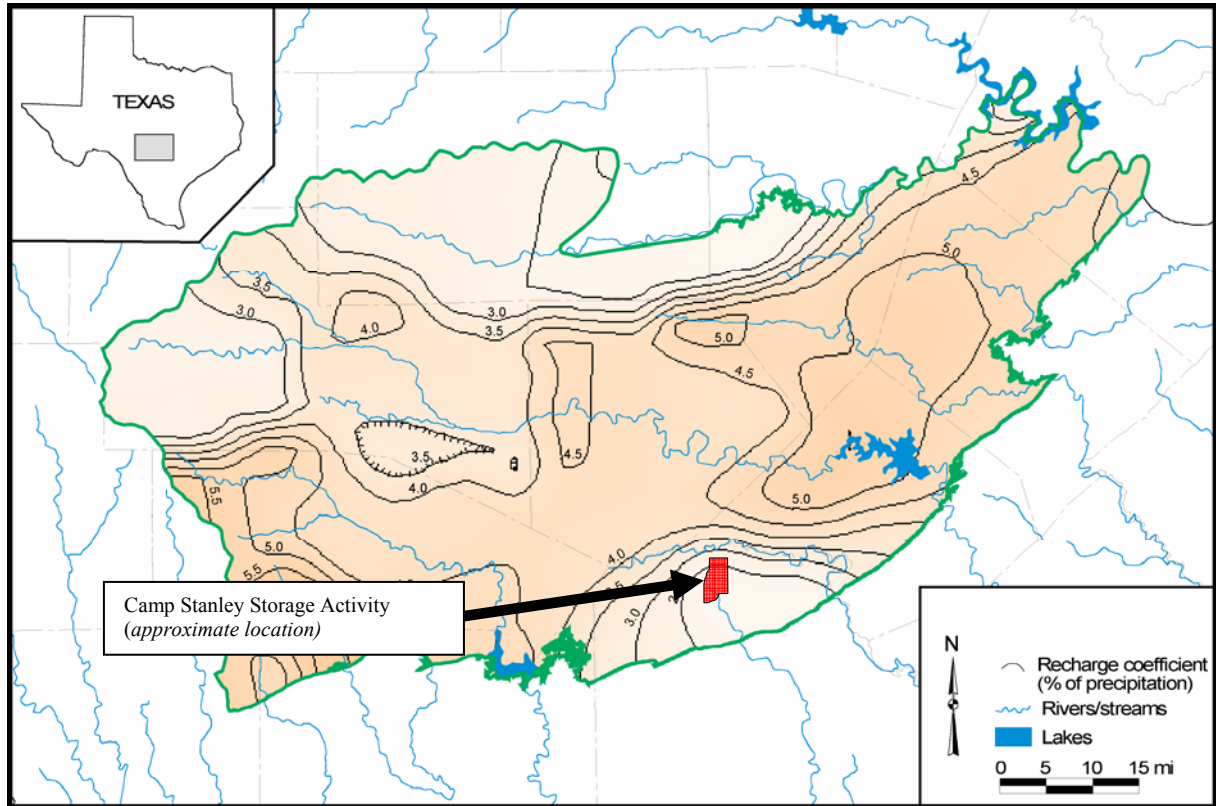 TEXAS
4.5
5.0
3.5
3.0
4.0
3.0
3.5
5.0
4.5
4.5
3.5
4.0
5.5
5.0
5.0
4.0
5.5
3.0
Camp Stanley Storage Activity
(approximate location)
N
Recharge coefficient
(% of precipitation)
Rivers/streams
Lakes
0 5 10 15 mi